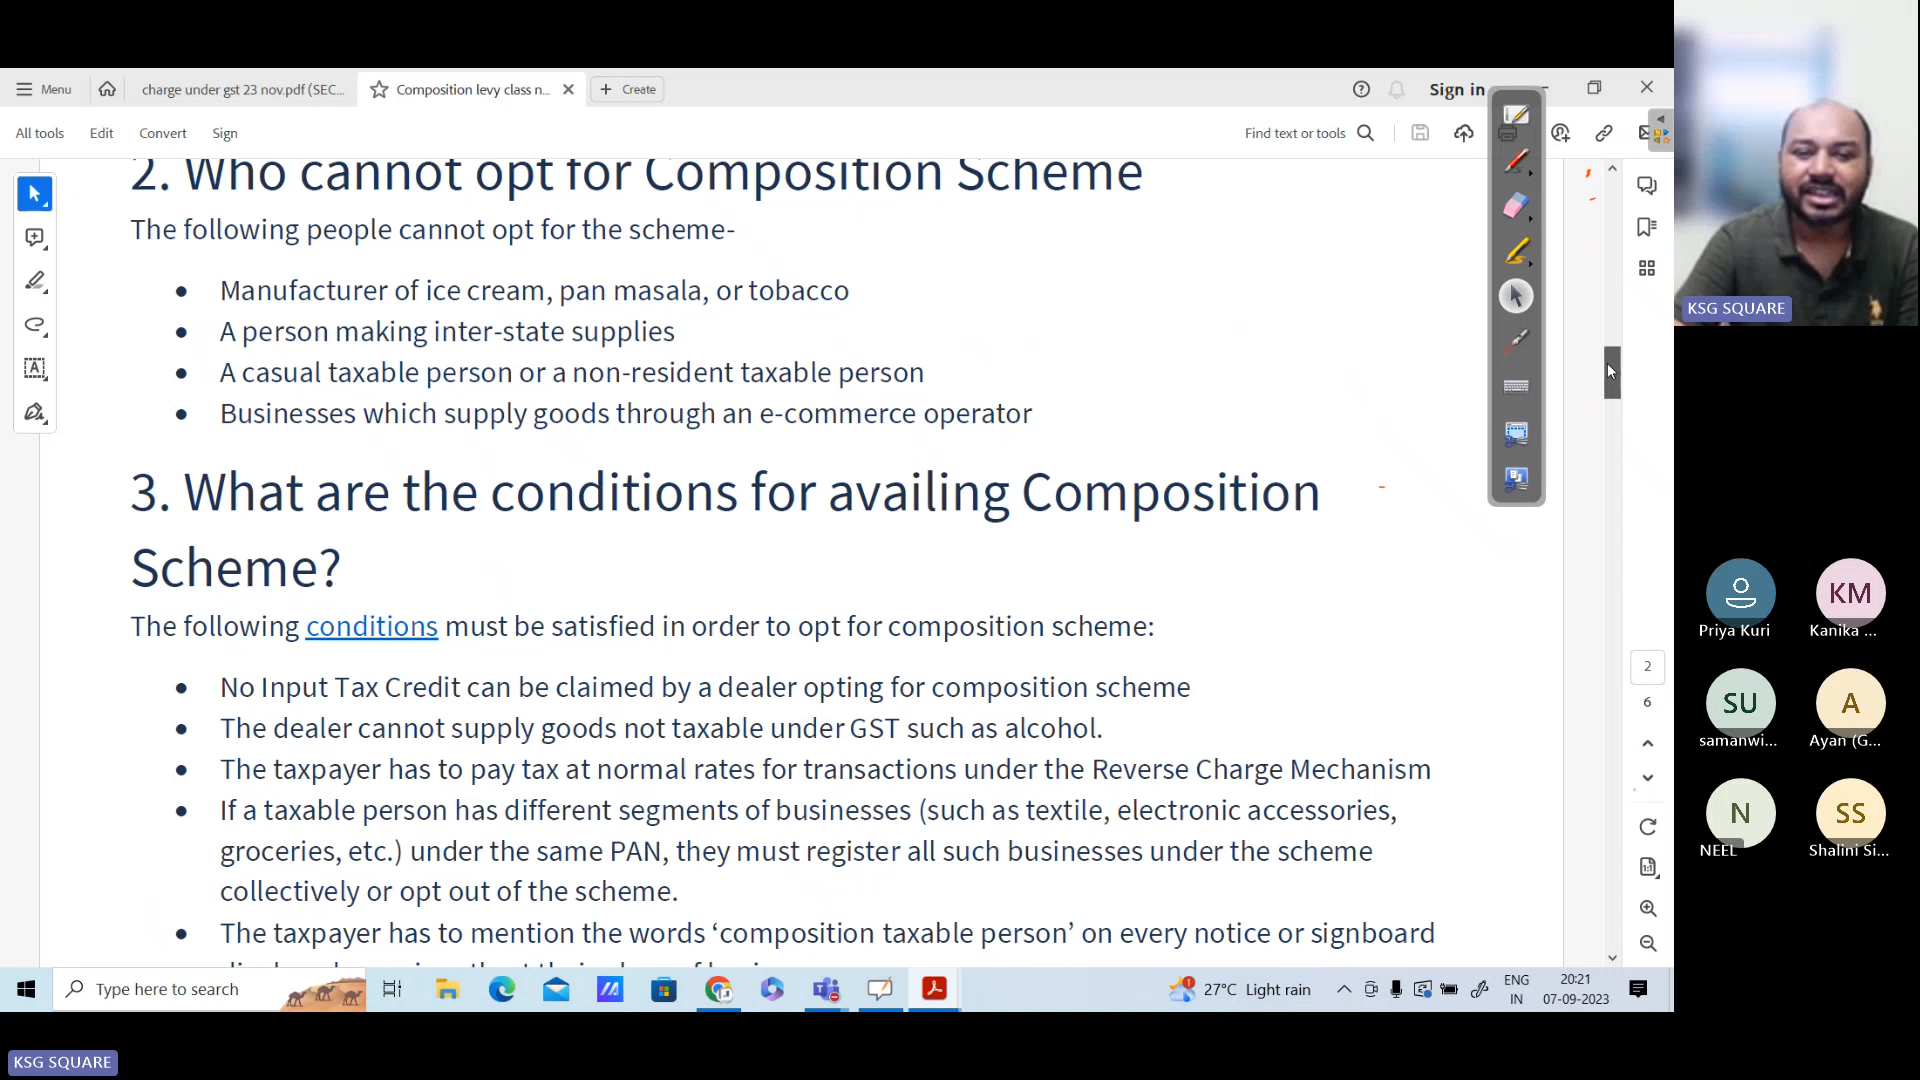 Menu
charge under gst 23 nov.pdf (SEC...
Composition levy class n...
Create
Sign in
All tools
Edit
Convert
Sign
Find text or tools
2. Who cannot opt for Composition Scheme
The following people cannot opt for the scheme-
• Manufacturer of ice cream, pan masala, or tobacco
• A person making inter-state supplies
• A casual taxable person or a non-resident taxable person
• Businesses which supply goods through an e-commerce operator
3. What are the conditions for availing Composition
Scheme?
The following conditions must be satisfied in order to opt for composition scheme:
• No Input Tax Credit can be claimed by a dealer opting for composition scheme
• The dealer cannot supply goods not taxable under GST such as alcohol.
• The taxpayer has to pay tax at normal rates for transactions under the Reverse Charge Mechanism
• If a taxable person has different segments of businesses (such as textile, electronic accessories,
groceries, etc.) under the same PAN, they must register all such businesses under the scheme
collectively or opt out of the scheme.
• The taxpayer has to mention the words ‘composition taxable person’ on every notice or signboard
2
6
KSG SQUARE
Priya Kuri
KM
Kanika ...
SU
samanwi...
A
Ayan (G...
N
NEEL
SS
Shalini Si...
Type here to search
1
27°C Light rain
ENG
IN
20:21
07-09-2023
KSG SQUARE